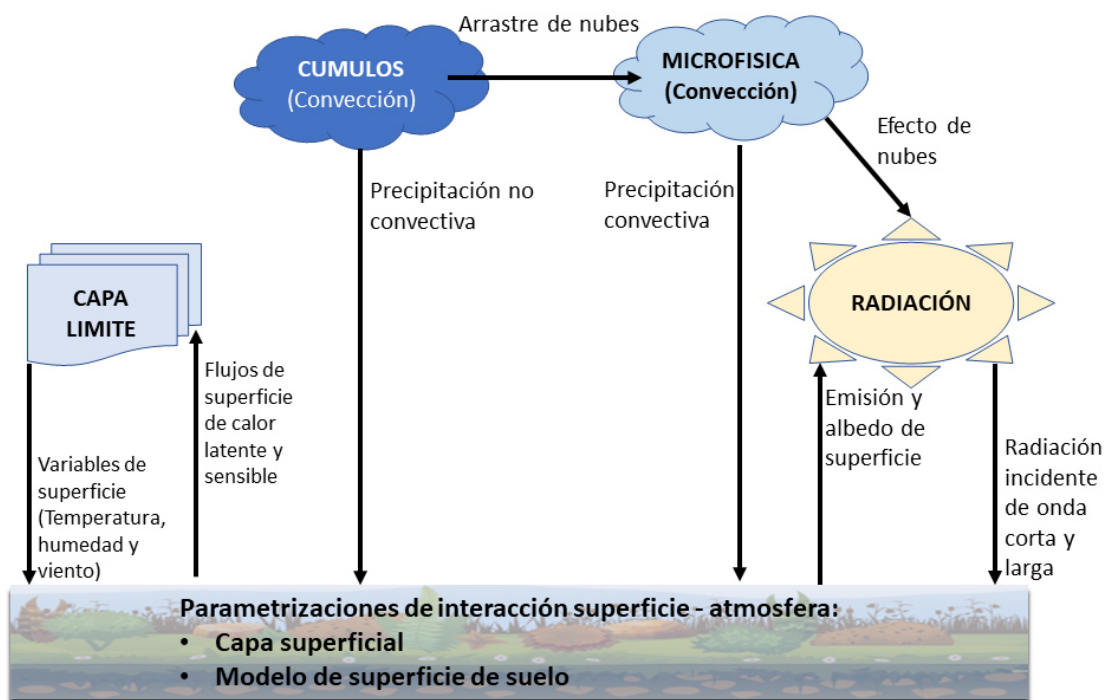 Arrastre de nubes
CUMULOS
(Convección)
MICROFISICA
(Convección)
Efecto de
nubes
Precipitación no
convectiva
Precipitación
convectiva
CAPA
LIMITE
RADIACIÓN
Flujos de
superficie
de calor
latente y
sensible
Variables de
superficie
(Temperatura,
humedad y
viento)
Emisión y
albedo de
superficie
Radiación
incidente
de onda
corta y
larga
Parametrizaciones de interacción superficie - atmosfera:
• Capa superficial
• Modelo de superficie de suelo